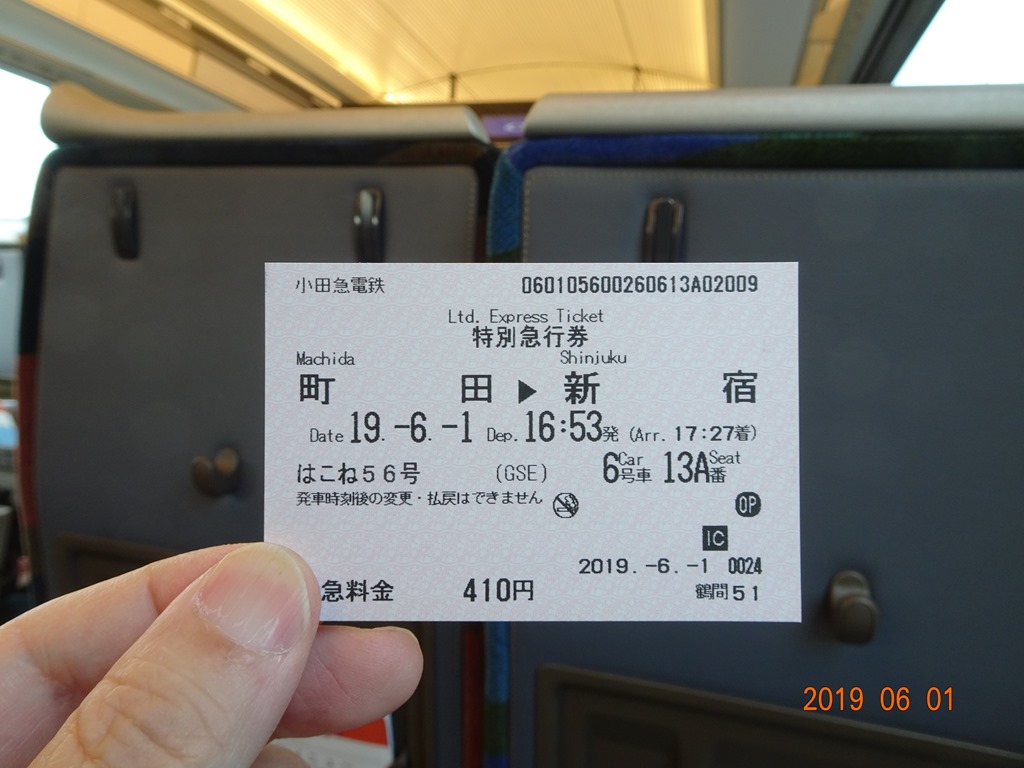 小田急電鉄 060105600260613A02009
Ltd. Express Ticket
特別急行券
Machida Shinjuku
町田 ▶ 新宿
Date 19.-6.-1 Dep. 16:53発 (Arr. 17:27着)
はこね56号 (GSE) 6 Car 号車 13A Seat 番
発車時刻後の変更・払戻はできません
OP
IC
2019.-6.-1 0024
急料金 410円 鶴間51
2019 06 01